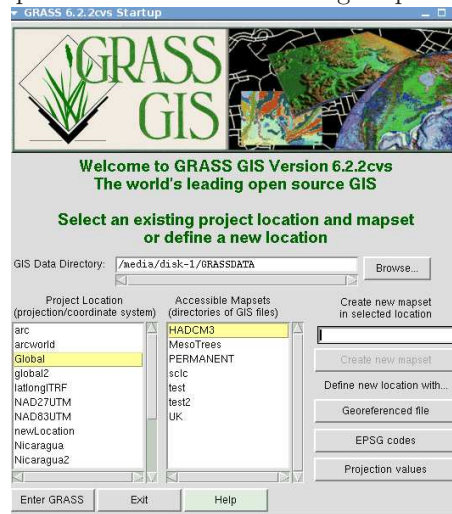 GRASS 6.2.2cvs Startup
GRASS
GIS
Welcome to GRASS GIS Version 6.2.2cvs
The world's leading open source GIS
Select an existing project location and mapset
or define a new location
GIS Data Directory:
/media/disk-1/GRASSDATA
Browse...
Project Location
(projection/coordinate system)
arc
arcworld
Global
global2
latlongITRF
NAD27UTM
NAD83UTM
newLocation
Nicaragua
Nicaragua2
Accessible Mapsets
(directories of GIS files)
HADCM3
MesoTrees
PERMANENT
sclc
test
test2
UK
Create new mapset
in selected location
Create new mapset
Define new location with...
Georeferenced file
EPSG codes
Projection values
Enter GRASS
Exit
Help